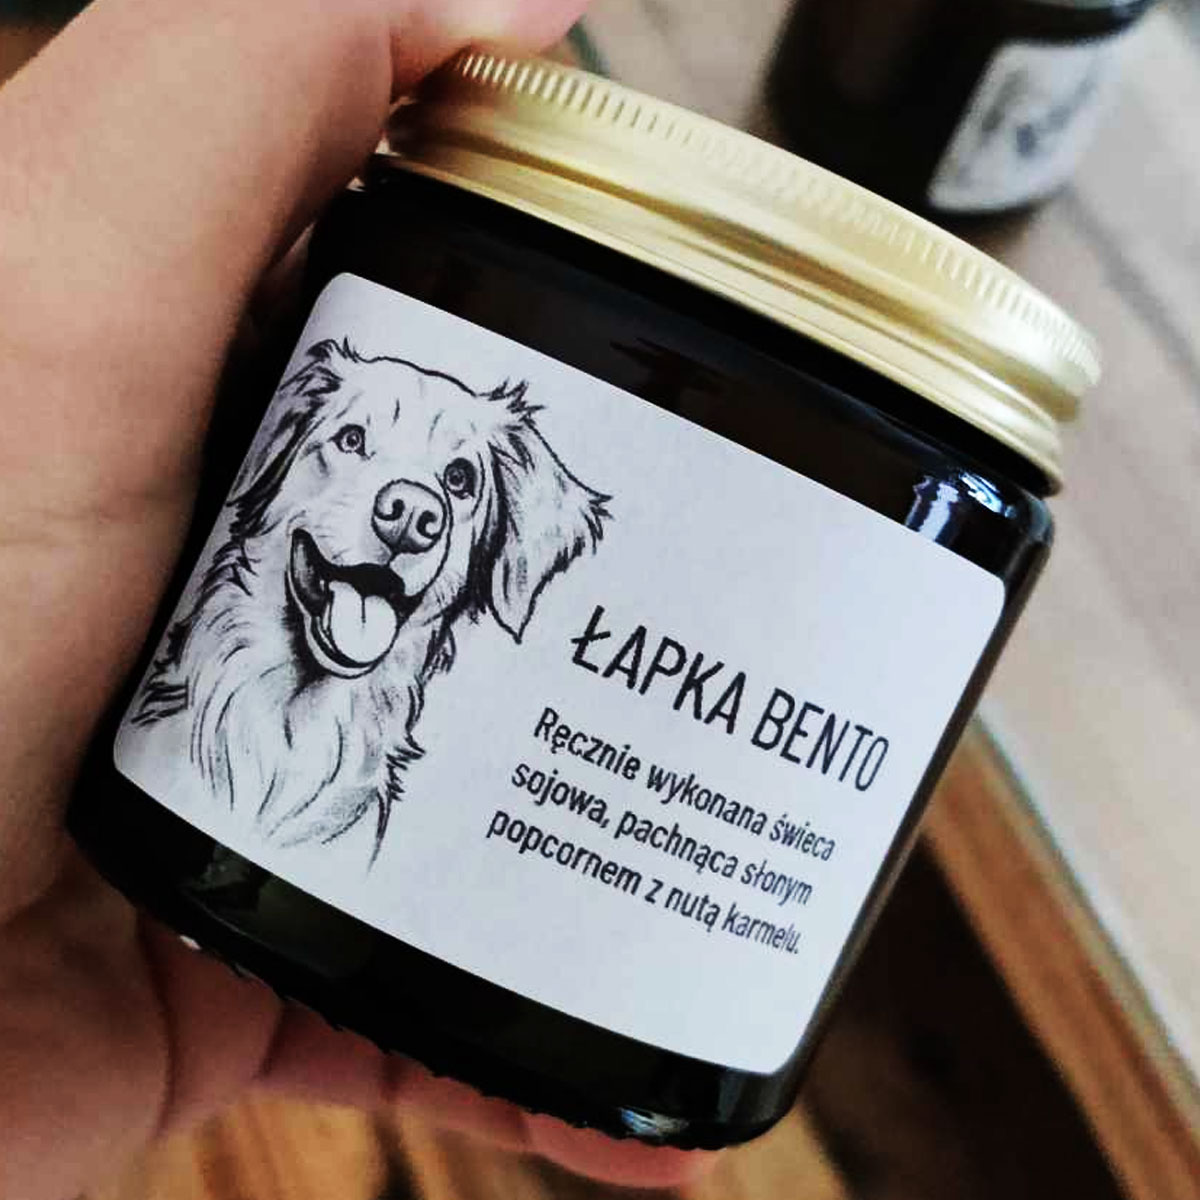 ŁAPKA BENTO
Ręcznie wykonana świeca
sojowa, pachnąca słonym
popcornem z nutą karmelu.